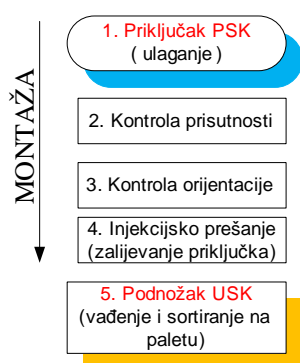 MONTAŽA
1. Priključak PSK
( ulaganje )
2. Kontrola prisutnosti
3. Kontrola orijentacije
4. Injekcijsko prešanje
(zalijevanje priključka)
5. Podnožak USK
(vađenje i sortiranje na
paletu)